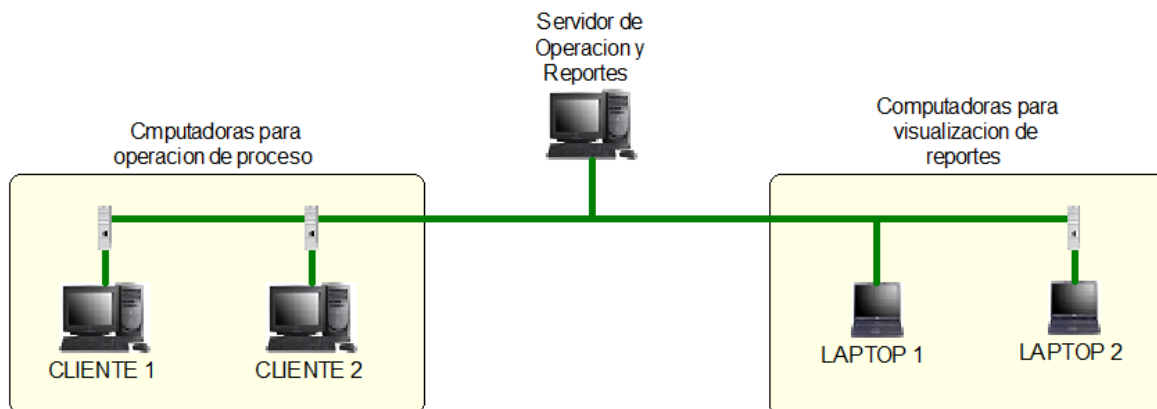 Servidor de
Operacion y
Reportes
Cmputadoras para
operacion de proceso
Computadoras para
visualizacion de
reportes
CLIENTE 1
CLIENTE 2
LAPTOP 1
LAPTOP 2